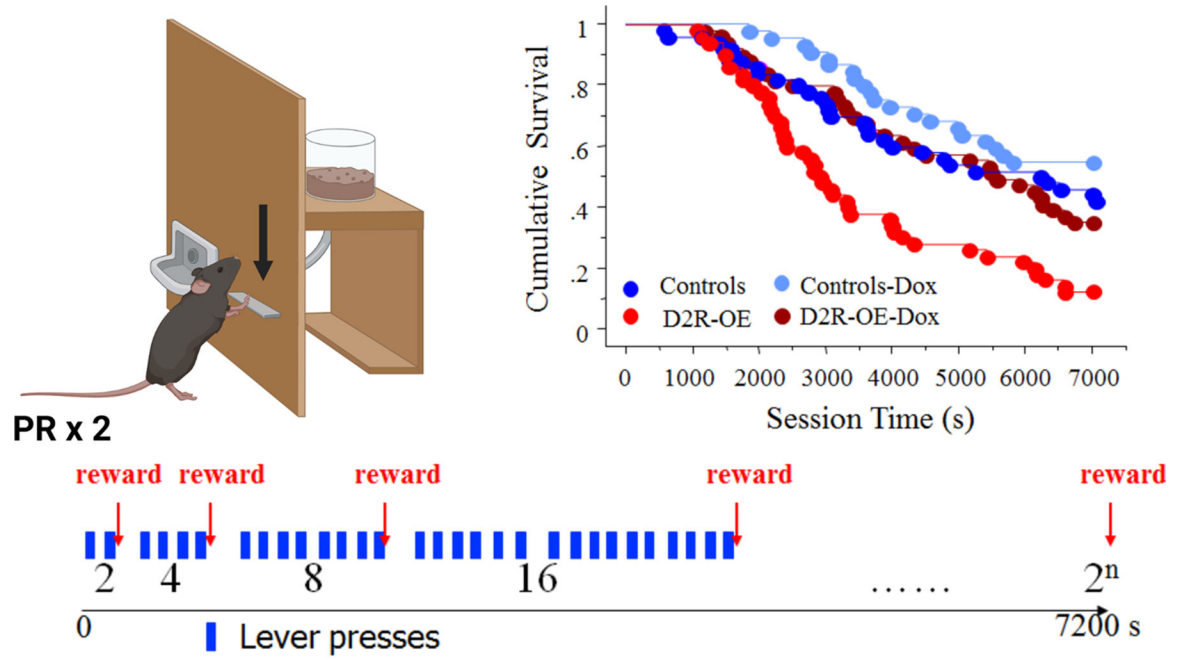 PR x 2
Cumulative Survival
1
.8
.6
.4
.2
0
Controls
Controls-Dox
D2R-OE
D2R-OE-Dox
0 1000 2000 3000 4000 5000 6000 7000
Session Time (s)
reward reward reward reward reward
2 4 8 16 ...... 2ⁿ
0 7200 s
Lever presses